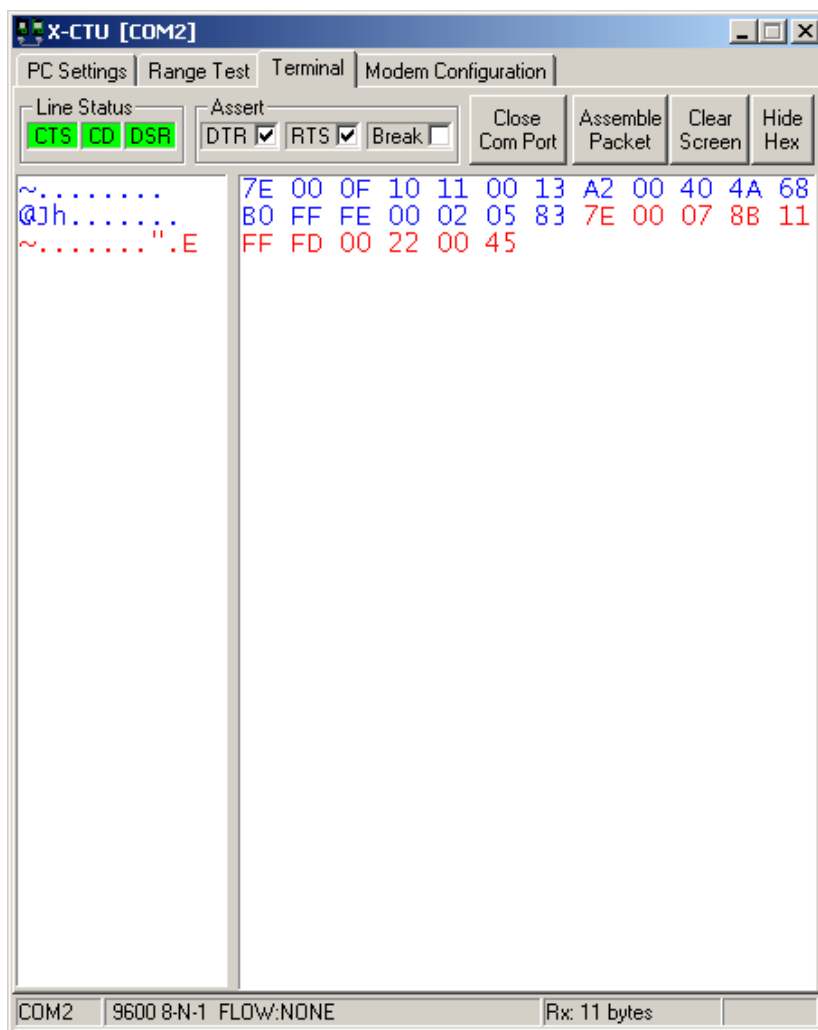 X-CTU [COM2]
PC Settings Range Test Terminal Modem Configuration
Line Status Assert
CTS CD DSR DTR RTS Break Close Com Port Assemble Packet Clear Screen Hide Hex
~........ 7E 00 0F 10 11 00 13 A2 00 40 4A 68
@Jh....... B0 FF FE 00 02 05 83 7E 00 07 8B 11
~.......".E FF FD 00 22 00 45
COM2 9600 8-N-1 FLOW:NONE Rx: 11 bytes